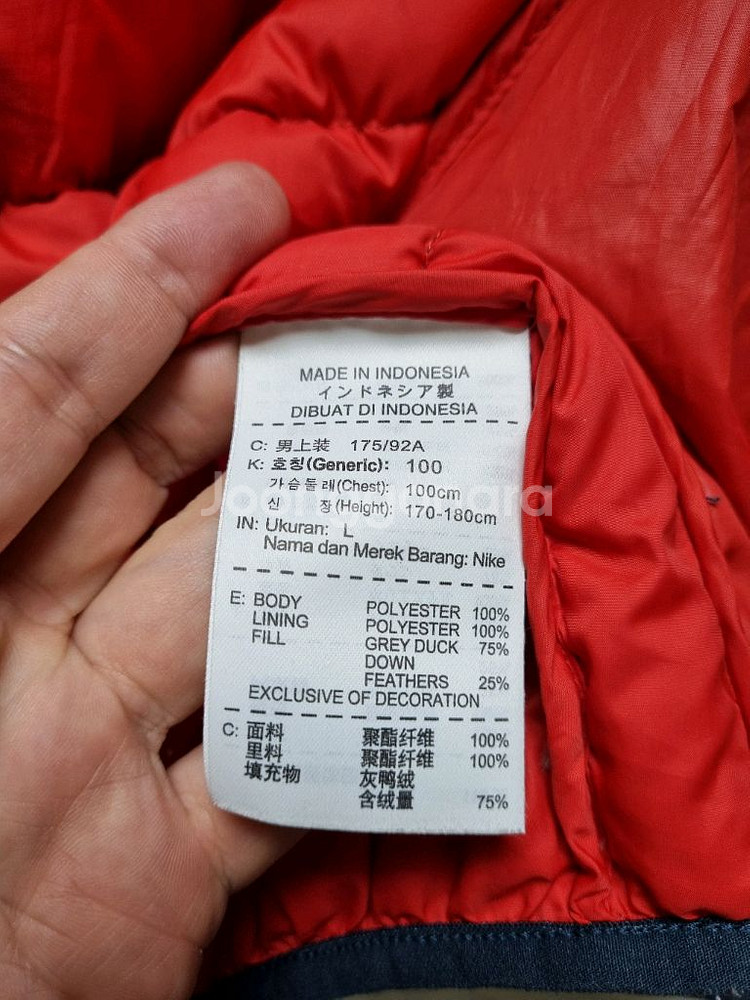 MADE IN INDONESIA
インドネシア製
DIBUAT DI INDONESIA
C: 男上装 175/92A
K: 호칭(Generic): 100
가슴둘레(Chest): 100cm
신 장(Height): 170-180cm
IN: Ukuran: L
Nama dan Merek Barang: Nike
E: BODY POLYESTER 100%
LINING POLYESTER 100%
FILL GREY DUCK 75%
DOWN
FEATHERS 25%
EXCLUSIVE OF DECORATION
C: 面料 聚酯纤维 100%
里料 聚酯纤维 100%
填充物 灰鸭绒
含绒量 75%
Joonggonara